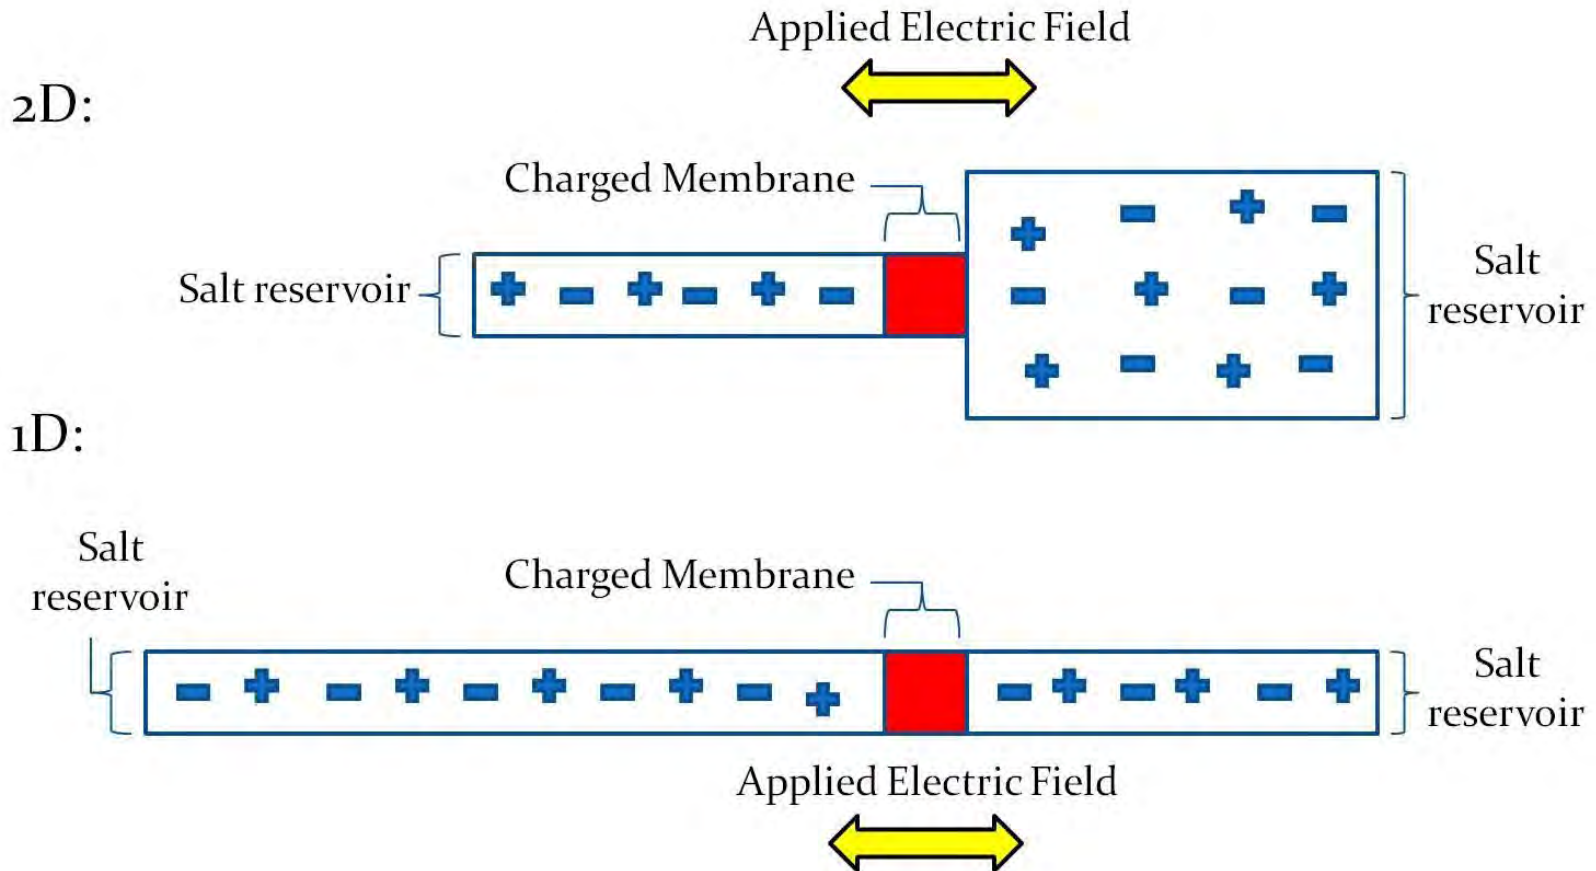 Applied Electric Field
2D:
Charged Membrane
Salt reservoir
Salt
reservoir
1D:
Salt
reservoir
Charged Membrane
Salt
reservoir
Applied Electric Field